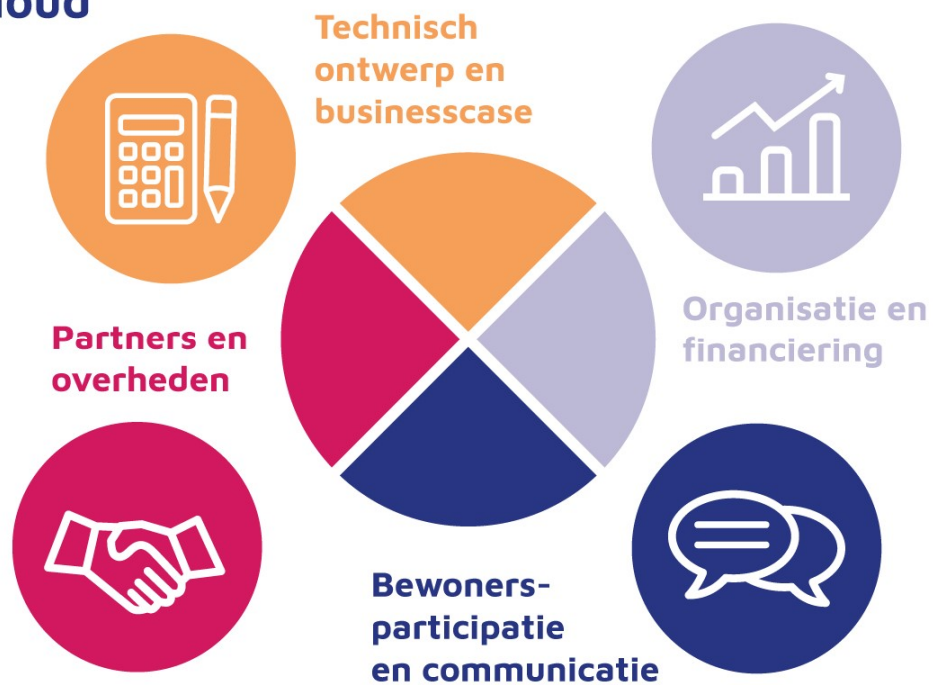 Technisch
ontwerp en
businesscase
Organisatie en
financiering
Partners en
overheden
Bewoners-
participatie
en communicatie